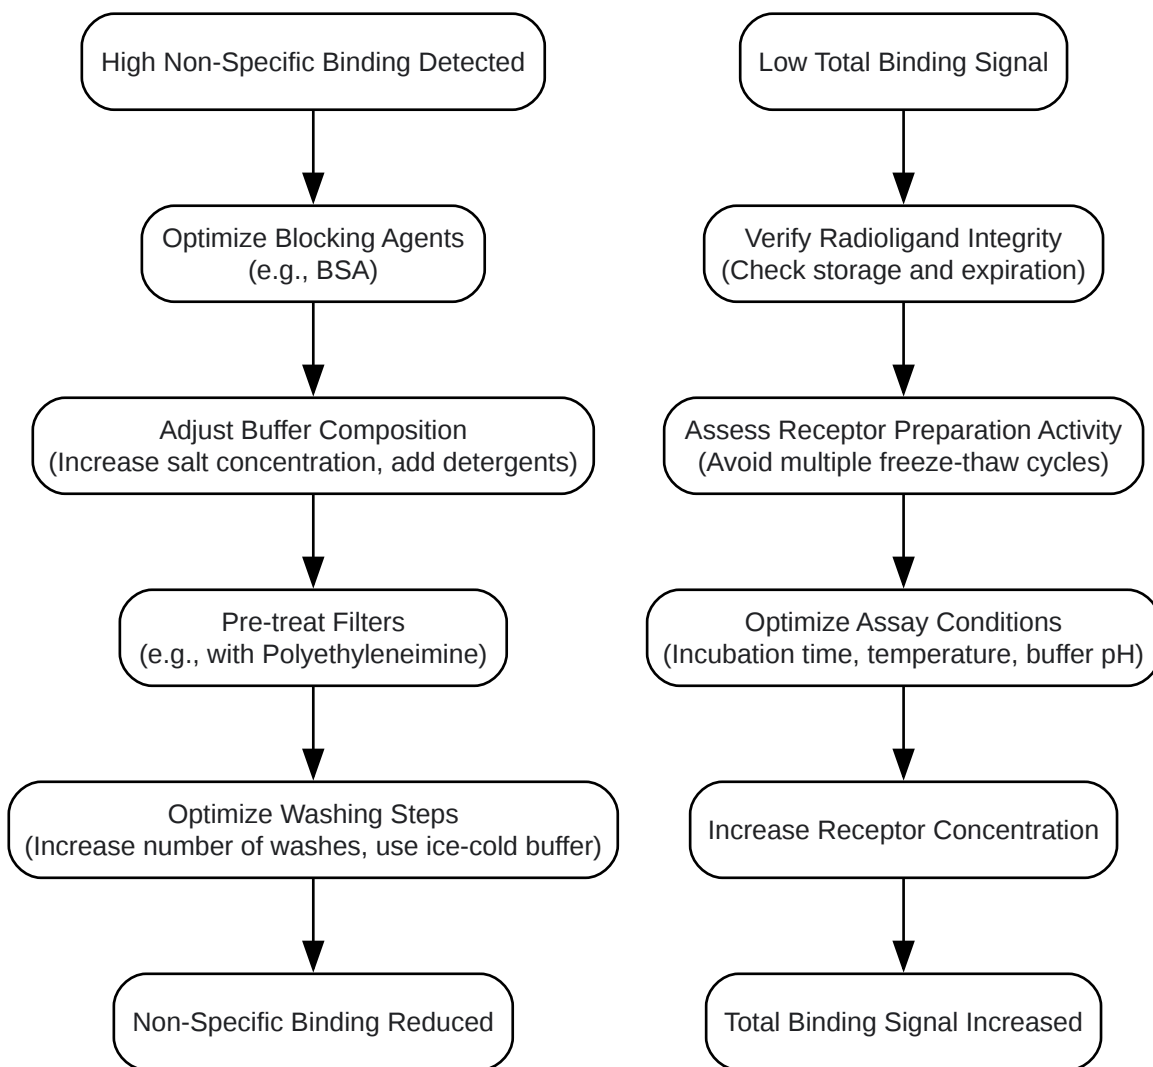 High Non-Specific Binding Detected
Optimize Blocking Agents
(e.g., BSA)
Adjust Buffer Composition
(Increase salt concentration, add detergents)
Pre-treat Filters
(e.g., with Polyethyleneimine)
Optimize Washing Steps
(Increase number of washes, use ice-cold buffer)
Non-Specific Binding Reduced
Low Total Binding Signal
Verify Radioligand Integrity
(Check storage and expiration)
Assess Receptor Preparation Activity
(Avoid multiple freeze-thaw cycles)
Optimize Assay Conditions
(Incubation time, temperature, buffer pH)
Increase Receptor Concentration
Total Binding Signal Increased